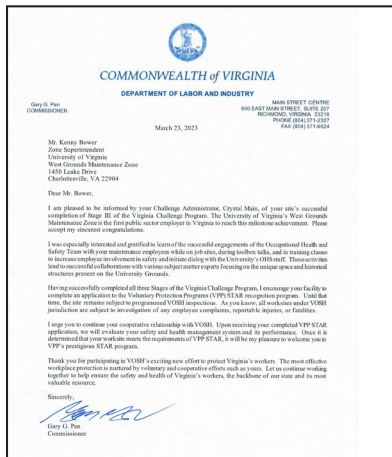 COMMONWEALTH of VIRGINIA
DEPARTMENT OF LABOR AND INDUSTRY
Gary G. Pan
COMMISSIONER
MAIN STREET CENTRE
600 EAST MAIN STREET, SUITE 207
RICHMOND, VIRGINIA 23219
PHONE (804) 371-2327
FAX (804) 371-6524
March 23, 2023
Mr. Kenny Bower
Zone Superintendent
University of Virginia
West Grounds Maintenance Zone
1450 Leake Drive
Charlottesville, VA 22904
Dear Mr. Bower,
I am pleased to be informed by your Challenge Administrator, Crystal Main, of your site's successful
completion of Stage III of the Virginia Challenge Program. The University of Virginia's West Grounds
Maintenance Zone is the first public sector employer in Virginia to reach this milestone achievement. Please
accept my sincerest congratulations.
I was especially interested and gratified to learn of the successful engagements of the Occupational Health and
Safety Team with your maintenance employees while on job sites, during toolbox talks, and in training classes
to increase employee involvement in safety and initiate dialog with the University's OHS staff. These activities
lead to successful collaborations with various subject matter experts focusing on the unique space and historical
structures present on the University Grounds.
Having successfully completed all three Stages of the Virginia Challenge Program, I encourage your facility to
complete an application to the Voluntary Protection Programs (VPP) STAR recognition program. Until that
time, the site remains subject to programmed VOSH inspections. As you know, all worksites under VOSH
jurisdiction are subject to investigation of any employee complaints, reportable injuries, or fatalities.
I urge you to continue your cooperative relationship with VOSH. Upon receiving your completed VPP STAR
application, we will evaluate your safety and health management system and its performance. Once it is
determined that your worksite meets the requirements of VPP STAR, it will be my pleasure to welcome you to
VPP's prestigious STAR program.
Thank you for participating in VOSH's exciting new effort to protect Virginia's workers. The most effective
workplace protection is nurtured by voluntary and cooperative efforts such as yours. Let us continue working
together to help ensure the safety and health of Virginia's workers, the backbone of our state and its most
valuable resource.
Sincerely,
Gary G. Pan
Commissioner